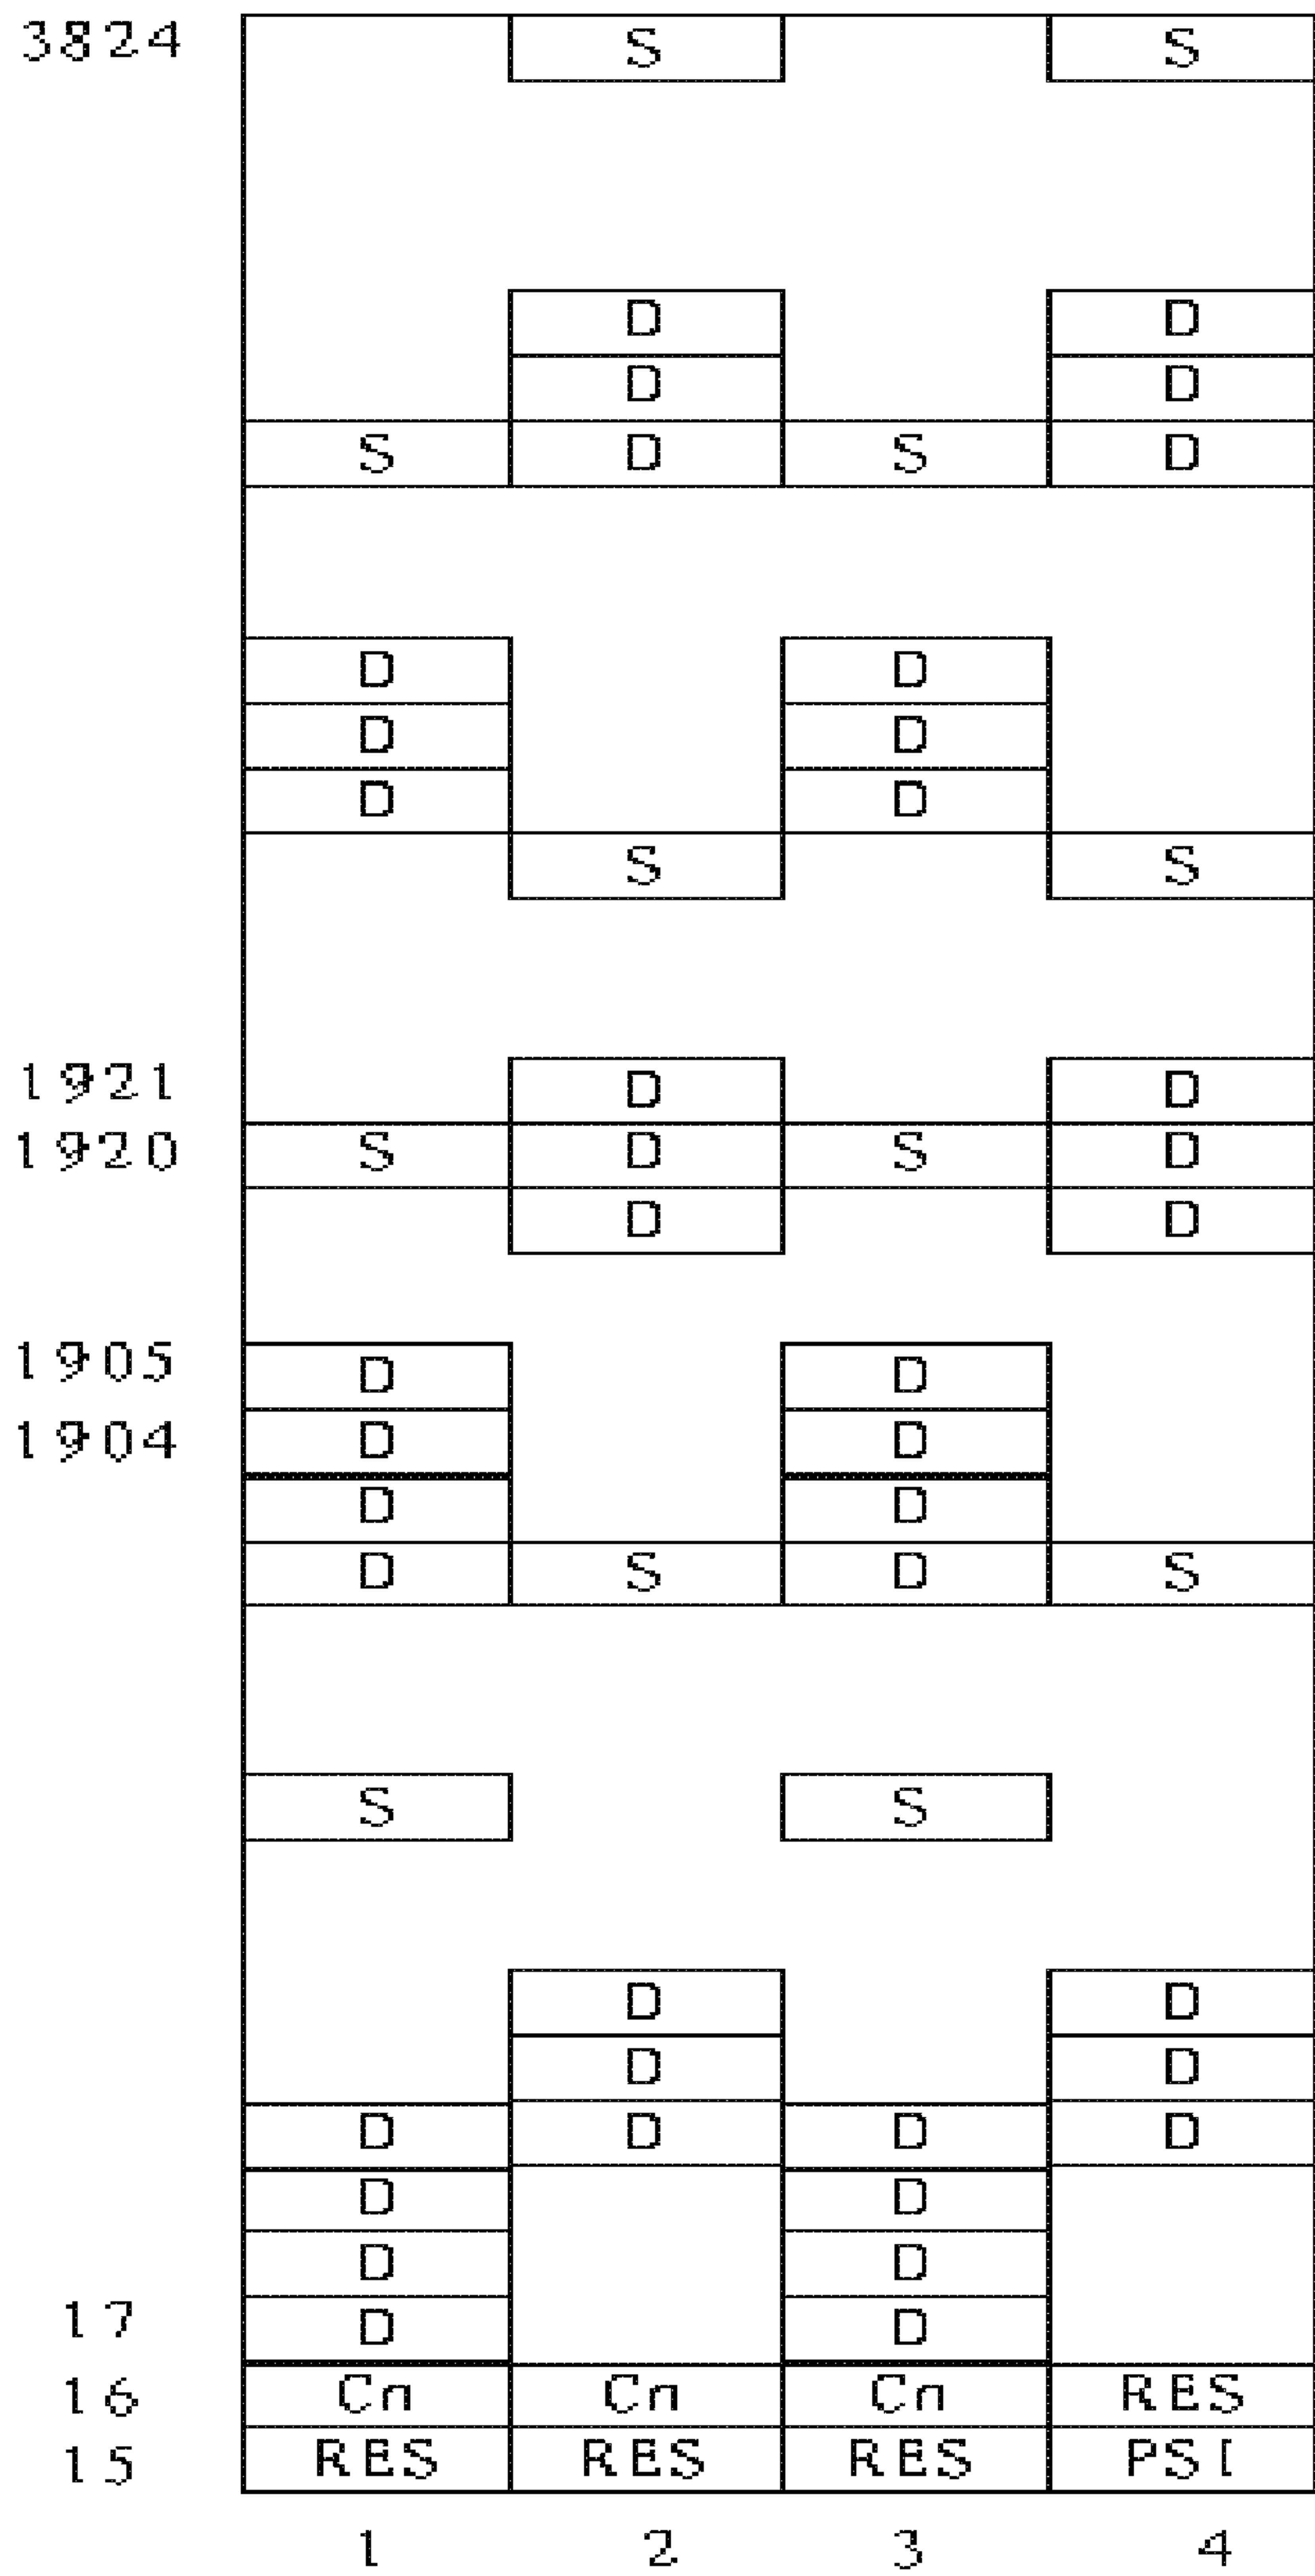 3824 S S
D D
D D
S D S D
D D
D D
D D
S S
1921 D D
1920 S D S D
D D
1905 D D
1904 D D
D D
D S D S
S S
D D
D D
D D D D
D D
D D
17 D D
16 Cn Cn Cn RES
15 RES RES RES PSI
1 2 3 4